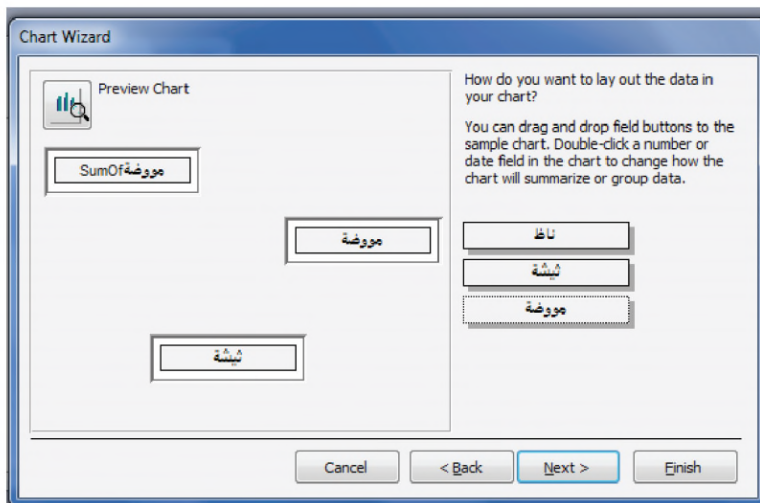 Chart Wizard
Preview Chart
SumOfمووضة
مووضة
ثيشة
How do you want to lay out the data in
your chart?
You can drag and drop field buttons to the
sample chart. Double-click a number or
date field in the chart to change how the
chart will summarize or group data.
ناظ
ثيشة
مووضة
Cancel
< Back
Next >
Finish